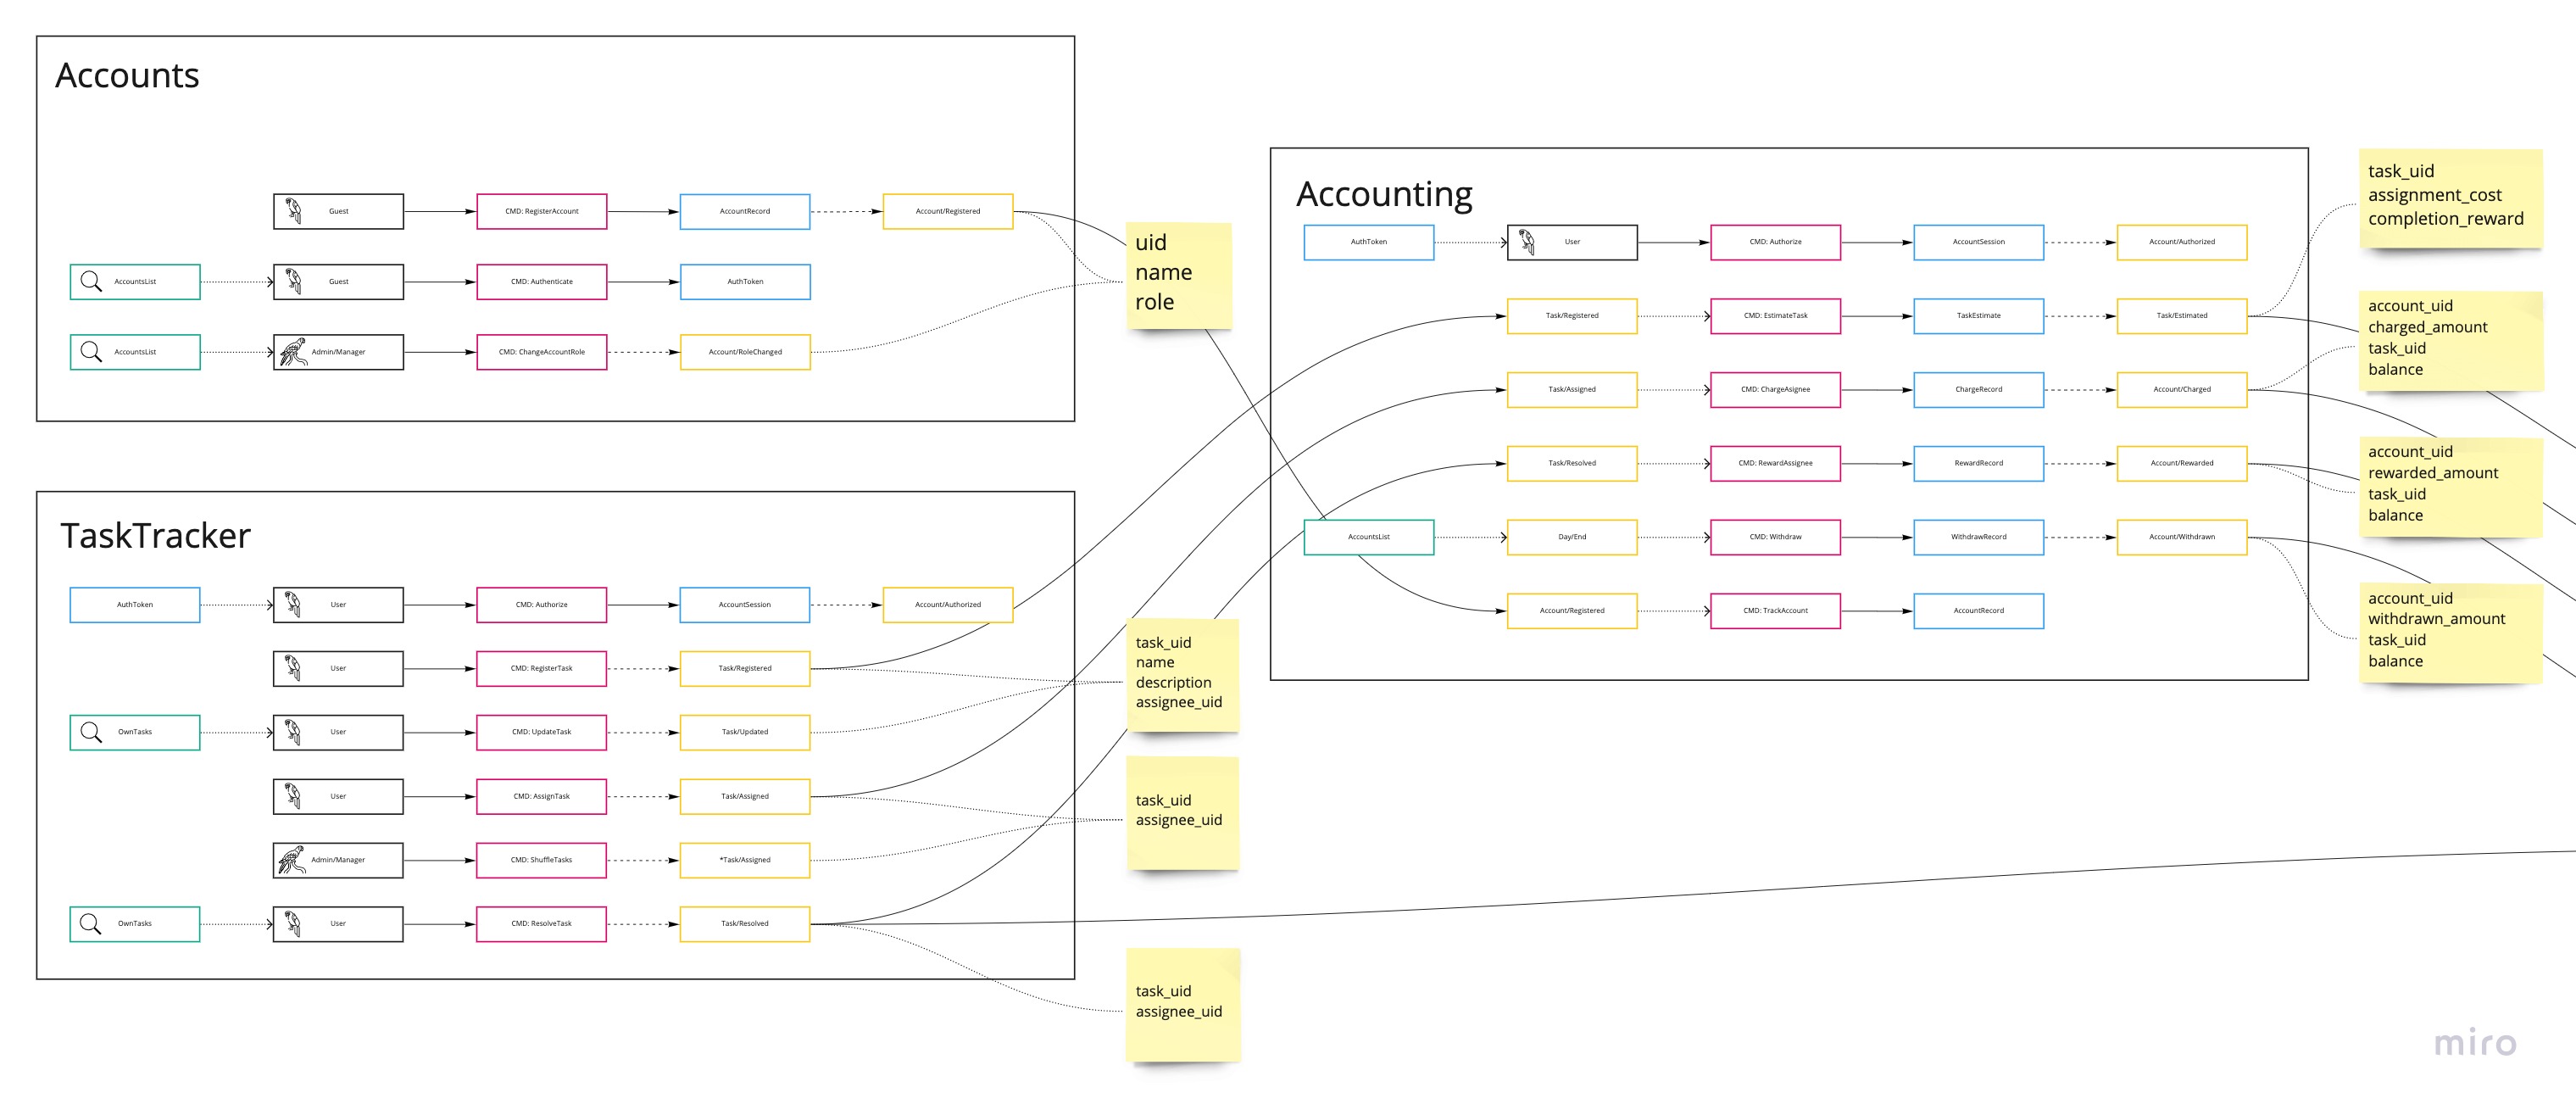 Accounts
Guest
CMD: RegisterAccount
AccountRecord
Account/Registered
AccountsList
Guest
CMD: Authenticate
AuthToken
AccountsList
Admin/Manager
CMD: ChangeAccountRole
Account/RoleChanged
uid
name
role
TaskTracker
AuthToken
User
CMD: Authorize
AccountSession
Account/Authorized
User
CMD: RegisterTask
Task/Registered
OwnTasks
User
CMD: UpdateTask
Task/Updated
User
CMD: AssignTask
Task/Assigned
Admin/Manager
CMD: ShuffleTasks
*Task/Assigned
OwnTasks
User
CMD: ResolveTask
Task/Resolved
task_uid
name
description
assignee_uid
task_uid
assignee_uid
task_uid
assignee_uid
Accounting
AuthToken
User
CMD: Authorize
AccountSession
Account/Authorized
Task/Registered
CMD: EstimateTask
TaskEstimate
Task/Estimated
Task/Assigned
CMD: ChargeAsignee
ChargeRecord
Account/Charged
Task/Resolved
CMD: RewardAssignee
RewardRecord
Account/Rewarded
AccountsList
Day/End
CMD: Withdraw
WithdrawRecord
Account/Withdrawn
Account/Registered
CMD: TrackAccount
AccountRecord
task_uid
assignment_cost
completion_reward
account_uid
charged_amount
task_uid
balance
account_uid
rewarded_amount
task_uid
balance
account_uid
withdrawn_amount
task_uid
balance
miro